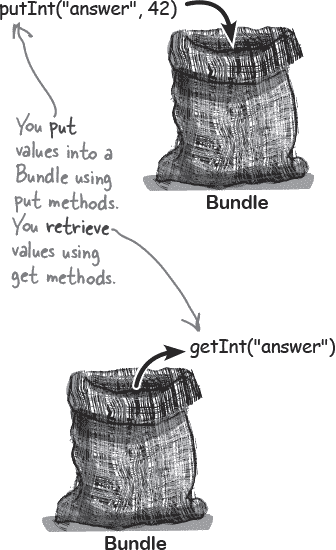 putInt("answer", 42)
You put
values into a
Bundle using
put methods.
You retrieve
values using
get methods.
Bundle
getInt("answer")
Bundle